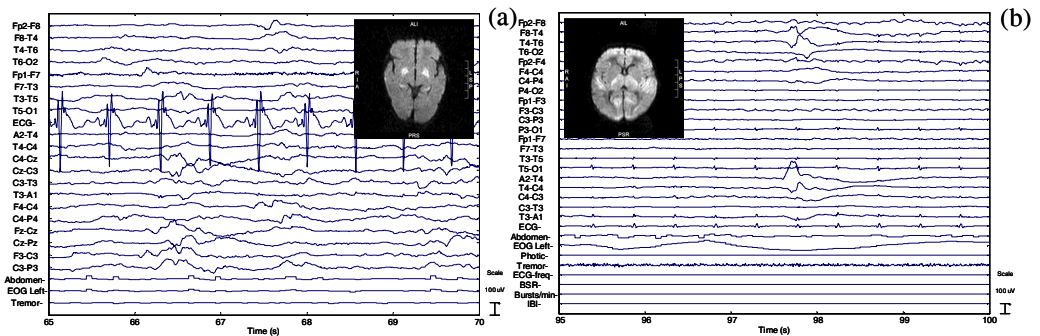 (a)
Fp2-F8
F8-T4
T4-T6
T6-O2
Fp1-F7
F7-T3
T3-T5
T5-O1
ECG-
A2-T4
T4-C4
C4-Cz
Cz-C3
C3-T3
T3-A1
F4-C4
C4-P4
Fz-Cz
Cz-Pz
F3-C3
C3-P3
Abdomen-
EOG Left-
Tremor-
ALI
PRS
Scale
100 uV
65 66 67 68 69 70
Time (s)
(b)
Fp2-F8
F8-T4
T4-T6
T6-O2
Fp2-F4
F4-C4
C4-P4
P4-O2
Fp1-F3
F3-C3
C3-P3
P3-O1
Fp1-F7
F7-T3
T3-T5
T5-O1
A2-T4
T4-C4
C4-C3
C3-T3
T3-A1
ECG-
Abdomen-
EOG Left-
Photic-
Tremor-
ECG-freq-
BSR-
Bursts/min-
IBI-
AIL
PSR
Scale
100 uV
95 96 97 98 99 100
Time (s)